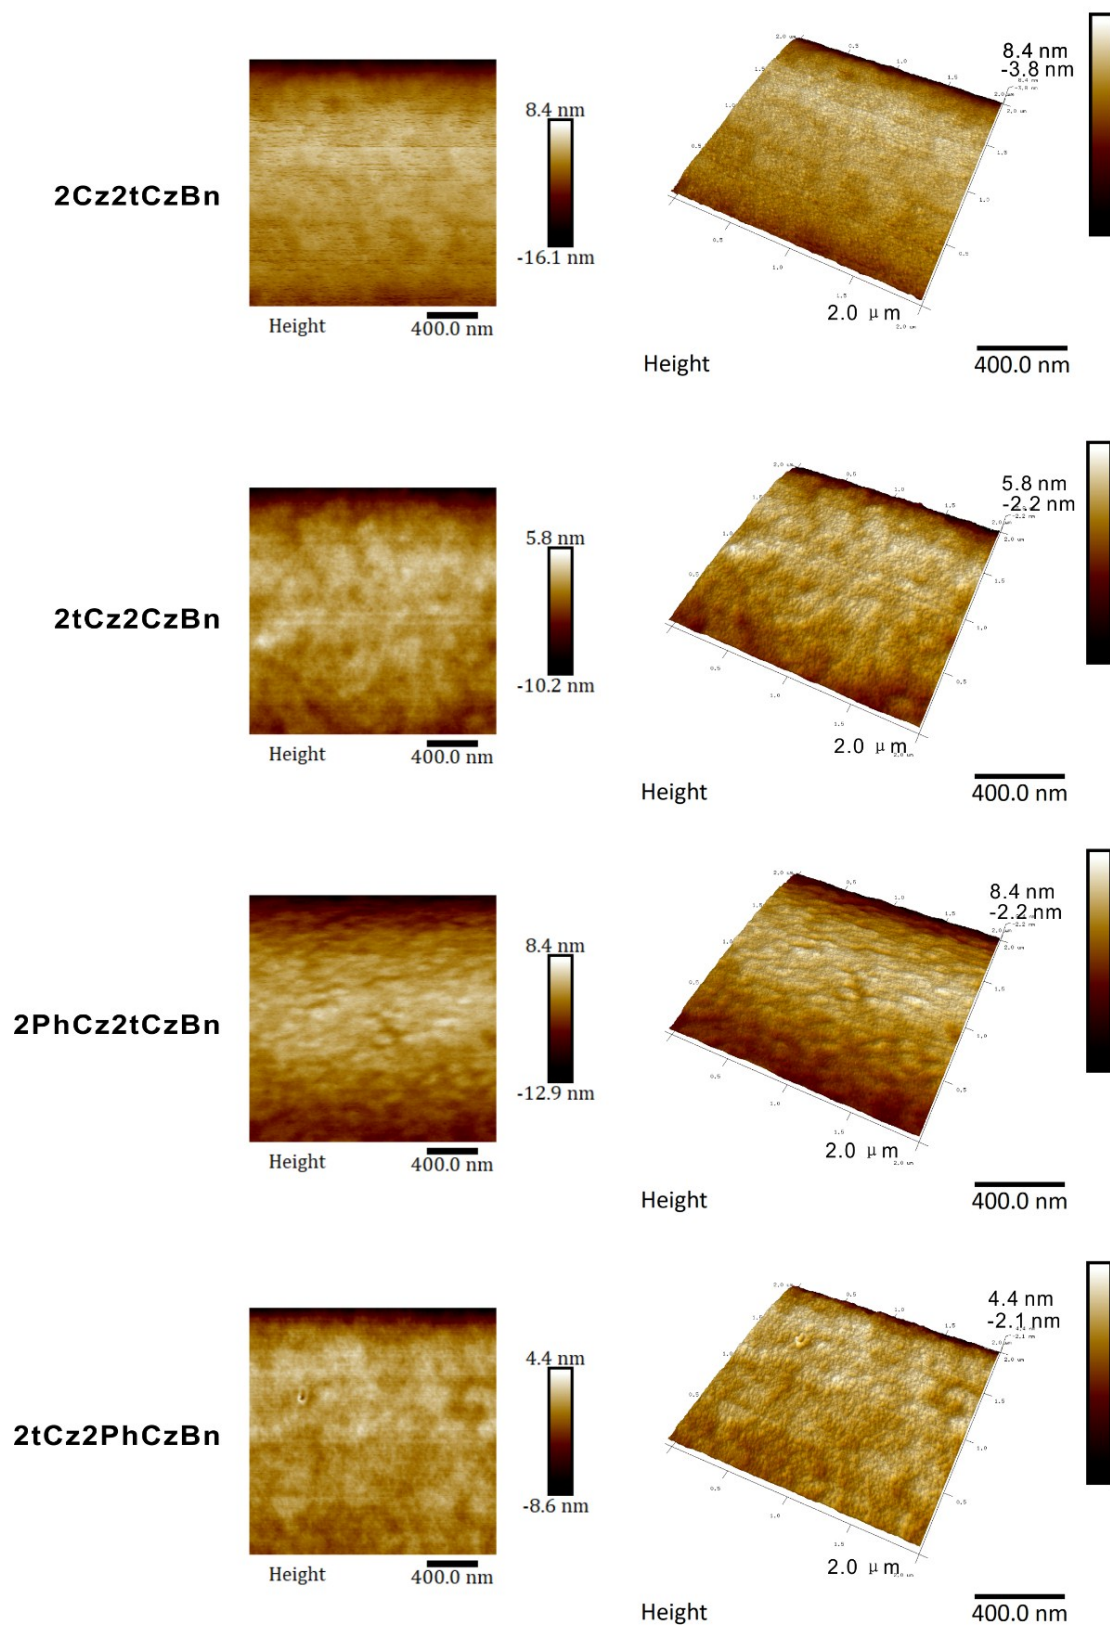 2Cz2tCzBn
8.4 nm
-16.1 nm
Height
400.0 nm
8.4 nm
-3.8 nm
2.0 μm
Height
400.0 nm
2tCz2CzBn
5.8 nm
-10.2 nm
Height
400.0 nm
5.8 nm
-2.2 nm
2.0 μm
Height
400.0 nm
2PhCz2tCzBn
8.4 nm
-12.9 nm
Height
400.0 nm
8.4 nm
-2.2 nm
2.0 μm
Height
400.0 nm
2tCz2PhCzBn
4.4 nm
-8.6 nm
Height
400.0 nm
4.4 nm
-2.1 nm
2.0 μm
Height
400.0 nm